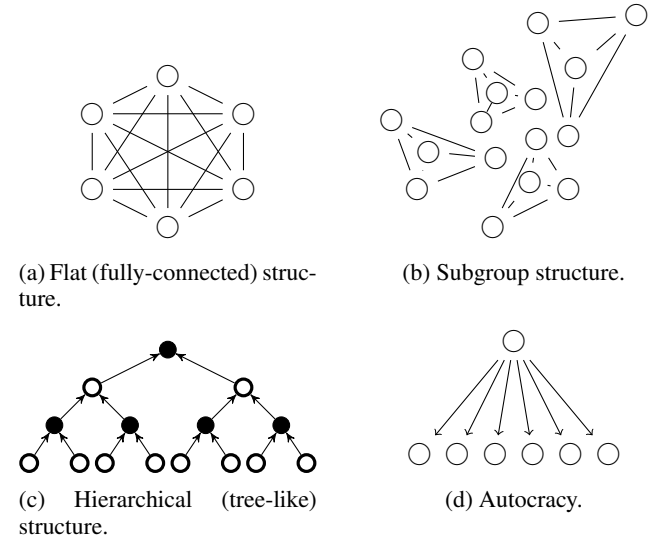 (a) Flat (fully-connected) struc-
ture.
(b) Subgroup structure.
(c) Hierarchical (tree-like)
structure.
(d) Autocracy.